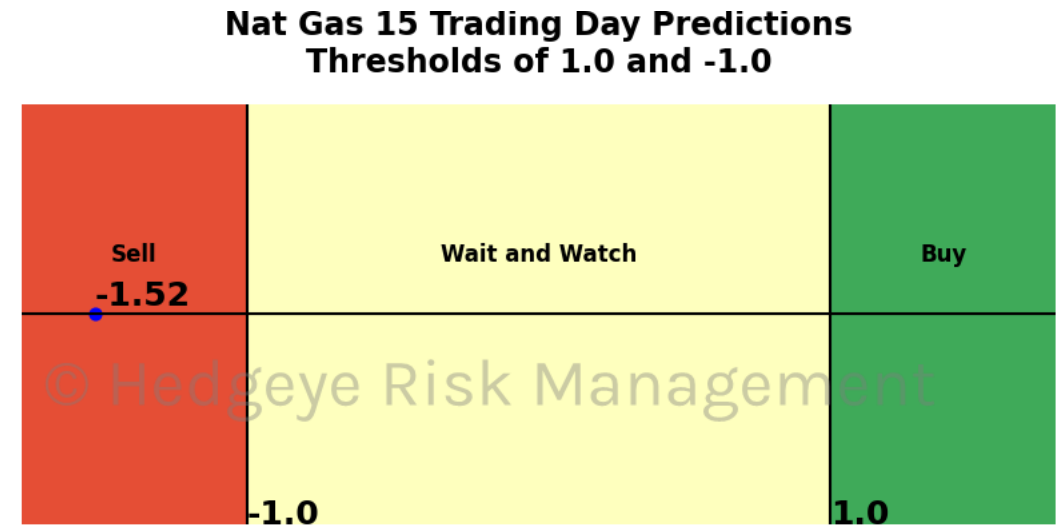 Nat Gas 15 Trading Day Predictions
Thresholds of 1.0 and -1.0
Sell
Wait and Watch
Buy
-1.52
© Hedgeye Risk Management
-1.0
1.0